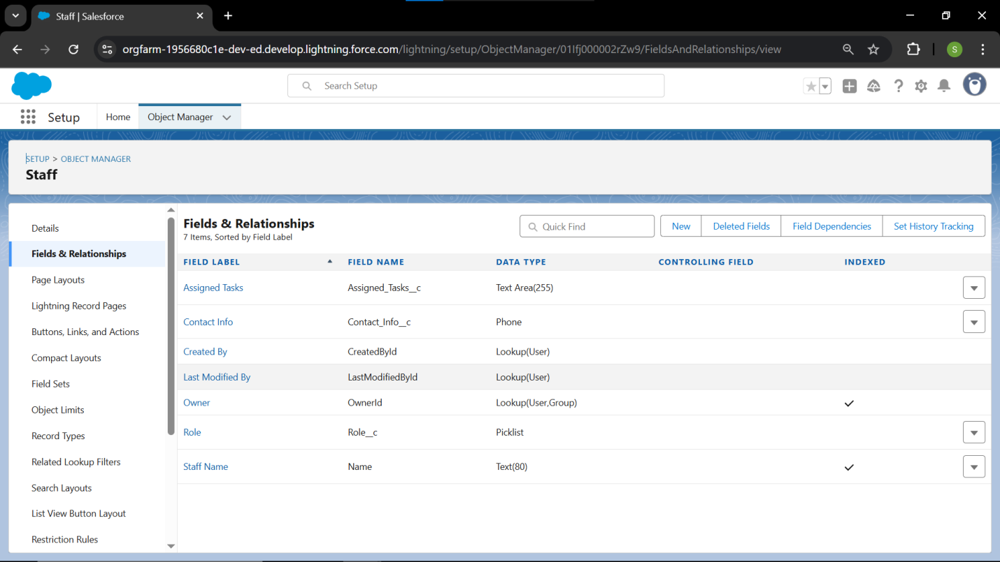 Staff | Salesforce
orgfarm-1956680c1e-dev-ed.develop.lightning.force.com/lightning/setup/ObjectManager/01Ifj000002rZw9/FieldsAndRelationships/view
S
Search Setup
Setup
Home
Object Manager
SETUP > OBJECT MANAGER
Staff
Details
Fields & Relationships
Page Layouts
Lightning Record Pages
Buttons, Links, and Actions
Compact Layouts
Field Sets
Object Limits
Record Types
Related Lookup Filters
Search Layouts
List View Button Layout
Restriction Rules
Fields & Relationships
7 Items, Sorted by Field Label
Quick Find
New
Deleted Fields
Field Dependencies
Set History Tracking
FIELD LABEL FIELD NAME DATA TYPE CONTROLLING FIELD INDEXED
Assigned Tasks Assigned_Tasks__c Text Area(255)
Contact Info Contact_Info__c Phone
Created By CreatedById Lookup(User)
Last Modified By LastModifiedById Lookup(User)
Owner OwnerId Lookup(User,Group)
Role Role__c Picklist
Staff Name Name Text(80)